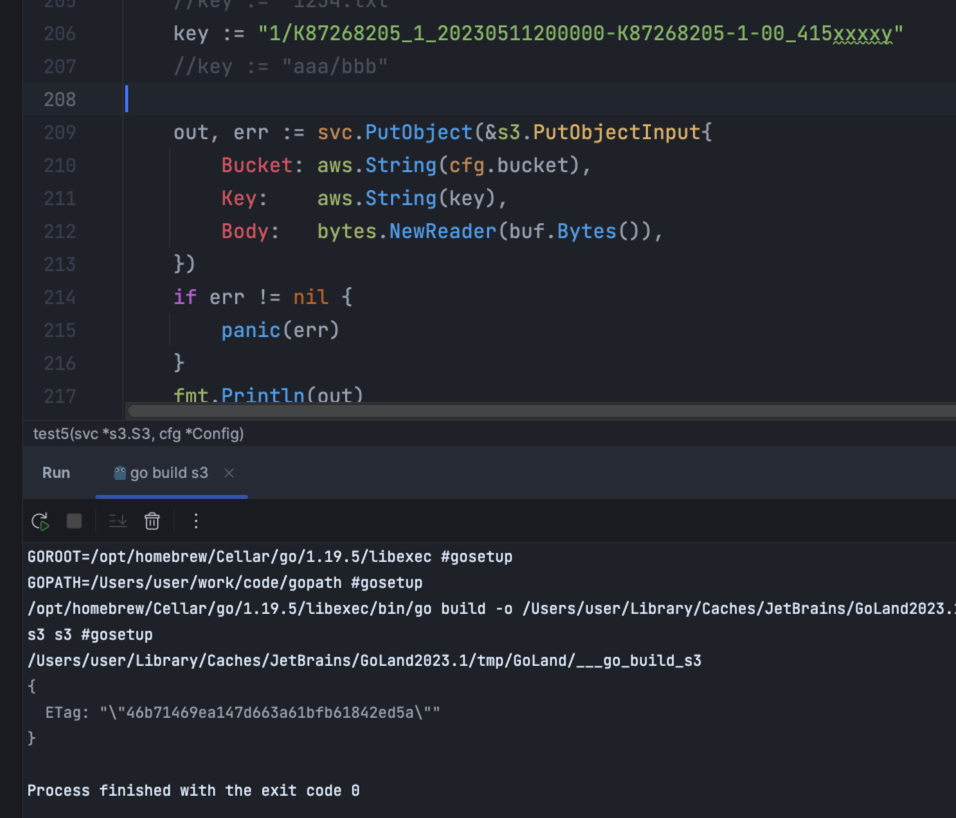 205 //key := "1234.txt"
206 key := "1/K87268205_1_20230511200000-K87268205-1-00_415xxxxy"
207 //key := "aaa/bbb"
208
209 out, err := svc.PutObject(&s3.PutObjectInput{
210 Bucket: aws.String(cfg.bucket),
211 Key: aws.String(key),
212 Body: bytes.NewReader(buf.Bytes()),
213 })
214 if err != nil {
215 panic(err)
216 }
217 fmt.Println(out)
test5(svc *s3.S3, cfg *Config)
Run go build s3
GOROOT=/opt/homebrew/Cellar/go/1.19.5/libexec #gosetup
GOPATH=/Users/user/work/code/gopath #gosetup
/opt/homebrew/Cellar/go/1.19.5/libexec/bin/go build -o /Users/user/Library/Caches/JetBrains/GoLand2023.1
s3 s3 #gosetup
/Users/user/Library/Caches/JetBrains/GoLand2023.1/tmp/GoLand/___go_build_s3
{
ETag: "\"46b71469ea147d663a61bfb61842ed5a\""
}
Process finished with the exit code 0